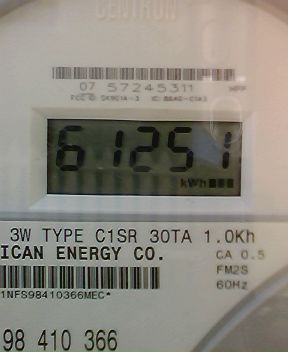 CENTRON
07 57245311
61251
kWh
3W TYPE C1SR 30TA 1.0Kh
ICAN ENERGY CO.
CA 0.5
FM2S
60Hz
1NFS98410366MEC*
98 410 366